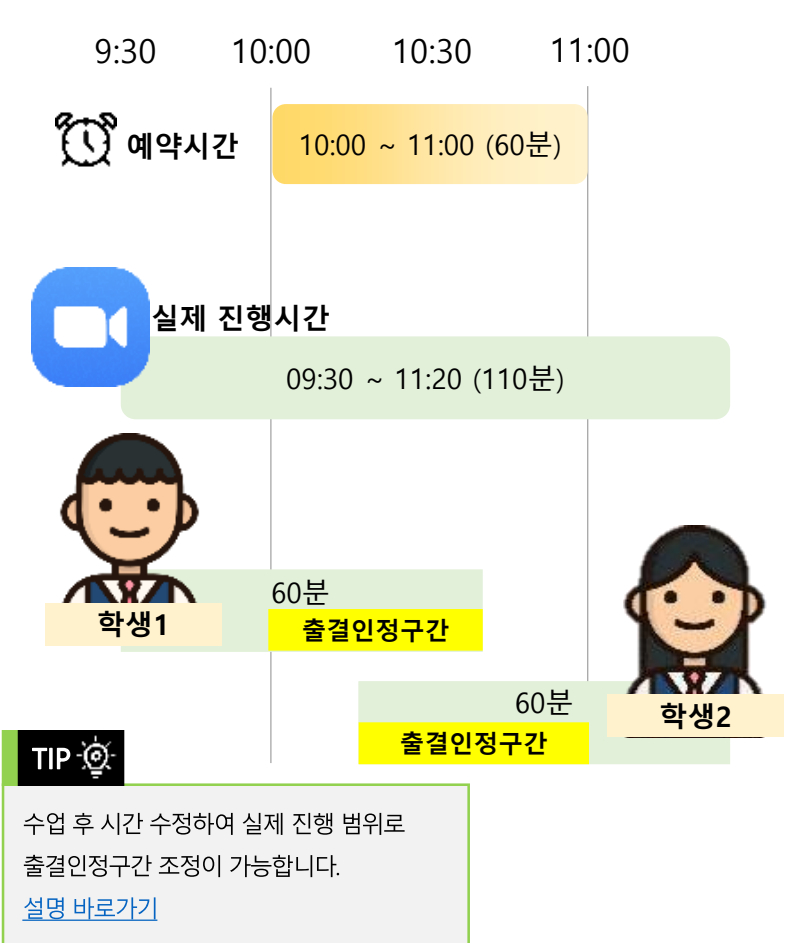 9:30 10:00 10:30 11:00
예약시간 10:00 ~ 11:00 (60분)
실제 진행시간
09:30 ~ 11:20 (110분)
60분
학생1 출결인정구간
60분
학생2
출결인정구간
TIP
수업 후 시간 수정하여 실제 진행 범위로
출결인정구간 조정이 가능합니다.
설명 바로가기